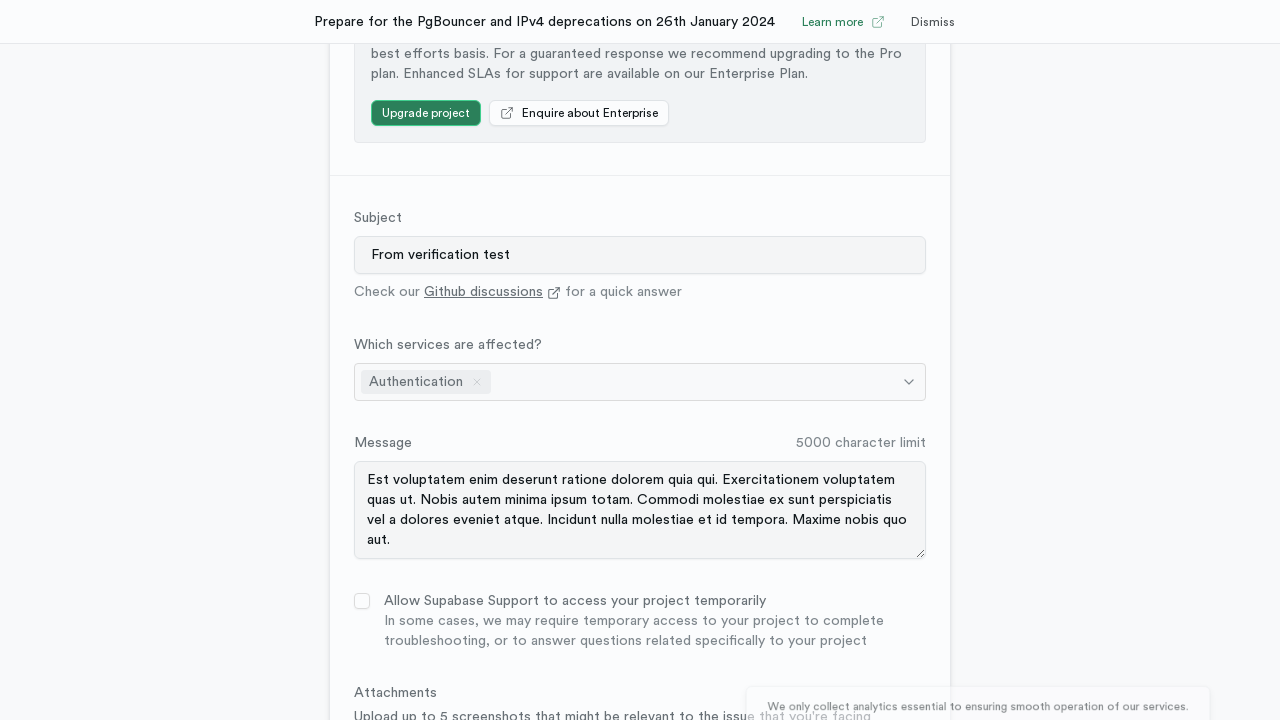 Prepare for the PgBouncer and IPv4 deprecations on 26th January 2024 Learn more Dismiss
best efforts basis. For a guaranteed response we recommend upgrading to the Pro
plan. Enhanced SLAs for support are available on our Enterprise Plan.
Upgrade project Enquire about Enterprise
Subject
From verification test
Check our Github discussions for a quick answer
Which services are affected?
Authentication
Message 5000 character limit
Est voluptatem enim deserunt ratione dolorem quia qui. Exercitationem voluptatem
quas ut. Nobis autem minima ipsum totam. Commodi molestiae ex sunt perspiciatis
vel a dolores eveniet atque. Incidunt nulla molestiae et id tempora. Maxime nobis quo
aut.
Allow Supabase Support to access your project temporarily
In some cases, we may require temporary access to your project to complete
troubleshooting, or to answer questions related specifically to your project
Attachments
We only collect analytics essential to ensuring smooth operation of our services.
Upload up to 5 screenshots that might be relevant to the issue that you're facing